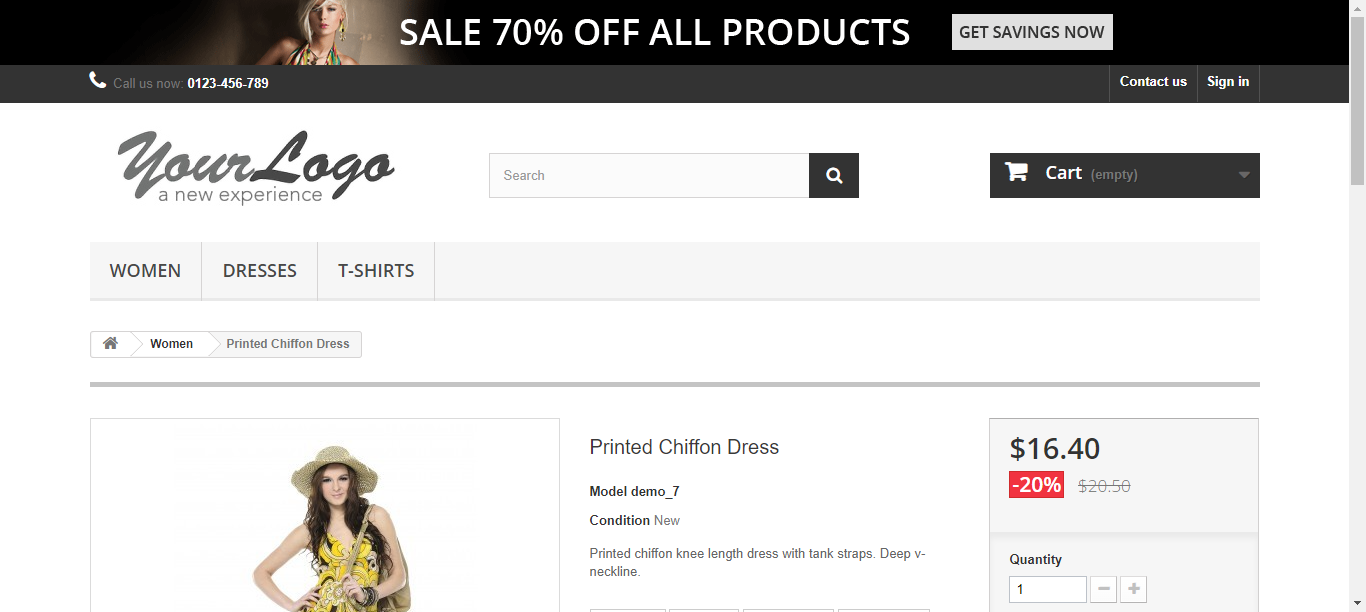 SALE 70% OFF ALL PRODUCTS GET SAVINGS NOW
Call us now: 0123-456-789 Contact us Sign in
YourLogo
a new experience
Search
Cart (empty)
WOMEN DRESSES T-SHIRTS
Women Printed Chiffon Dress
Printed Chiffon Dress
Model demo_7
Condition New
Printed chiffon knee length dress with tank straps. Deep v-
neckline.
$16.40
-20% $20.50
Quantity
1